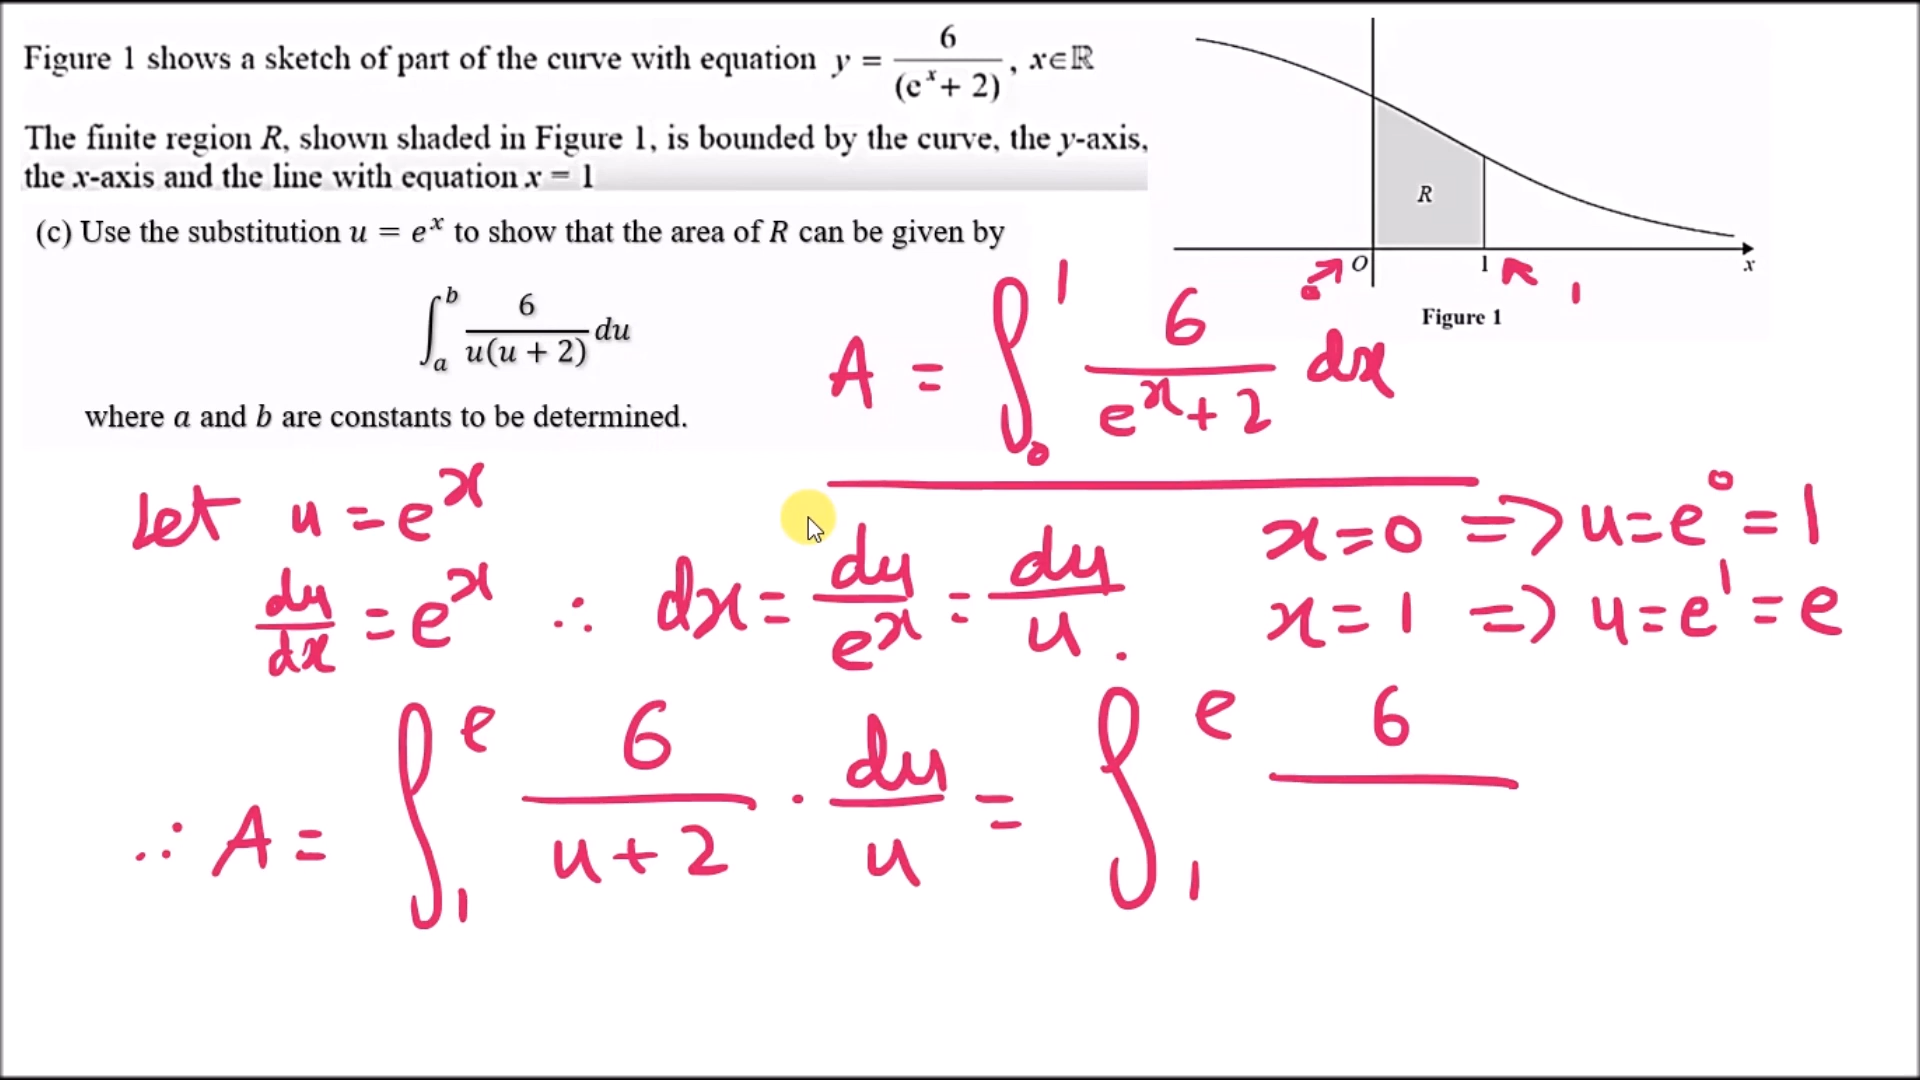 Figure 1 shows a sketch of part of the curve with equation y = 6/(e^x + 2), x∈ℝ
The finite region R, shown shaded in Figure 1, is bounded by the curve, the y-axis,
the x-axis and the line with equation x = 1
(c) Use the substitution u = e^x to show that the area of R can be given by
∫_a^b 6/(u(u + 2)) du
where a and b are constants to be determined.
R
O 1 x
0 1
Figure 1
A = ∫_0^1 6/(e^x + 2) dx
Let u = e^x
du/dx = e^x ∴ dx = du/e^x = du/u .
x = 0 => u = e^0 = 1
x = 1 => u = e^1 = e
∴ A = ∫_1^e 6/(u + 2) · du/u = ∫_1^e 6